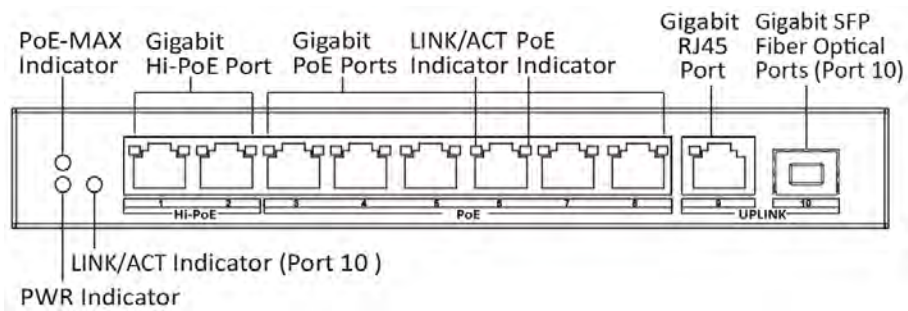 PoE-MAX
Indicator
Gigabit
Hi-PoE Port
Gigabit
PoE Ports
LINK/ACT
Indicator
PoE
Indicator
Gigabit
RJ45
Port
Gigabit SFP
Fiber Optical
Ports (Port 10)
1 2 3 4 5 6 7 8 9 10
Hi-PoE PoE UPLINK
LINK/ACT Indicator (Port 10 )
PWR Indicator